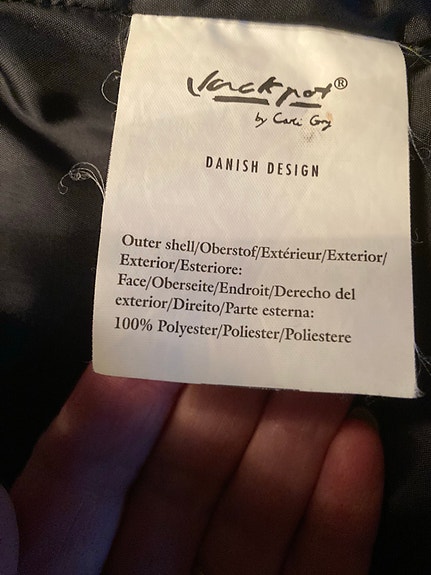 Jackpot®
by Carli Gry
DANISH DESIGN
Outer shell/Oberstof/Extérieur/Exterior/
Exterior/Esteriore:
Face/Oberseite/Endroit/Derecho del
exterior/Direito/Parte esterna:
100% Polyester/Poliester/Poliestere